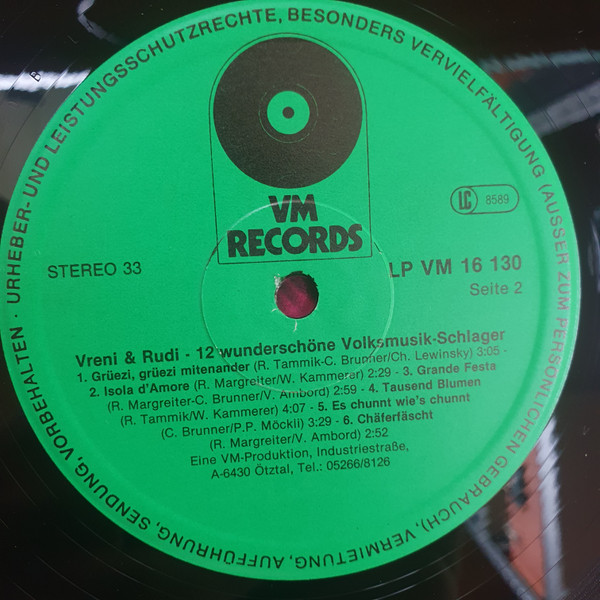 URHEBER- UND LEISTUNGSSCHUTZRECHTE, BESONDERS VERVIELFÄLTIGUNG (AUSSER ZUM PERSÖNLICHEN GEBRAUCH), VERMIETUNG, AUFFÜHRUNG, SENDUNG, VORBEHALTEN ·
VM
RECORDS
LC 8589
STEREO 33
LP VM 16 130
Seite 2
Vreni & Rudi - 12 wunderschöne Volksmusik-Schlager
1. Grüezi, grüezi mitenander (R. Tammik-C. Brunner/Ch. Lewinsky) 3:05 -
2. Isola d'Amore (R. Margreiter/W. Kammerer) 2:29 - 3. Grande Festa
(R. Margreiter-C. Brunner/V. Ambord) 2:59 - 4. Tausend Blumen
(R. Tammik/W. Kammerer) 4:07 - 5. Es chunnt wie's chunnt
(C. Brunner/P.P. Möckli) 3:29 - 6. Chäferfäscht
(R. Margreiter/V. Ambord) 2:52
Eine VM-Produktion, Industriestraße,
A-6430 Ötztal, Tel.: 05266/8126